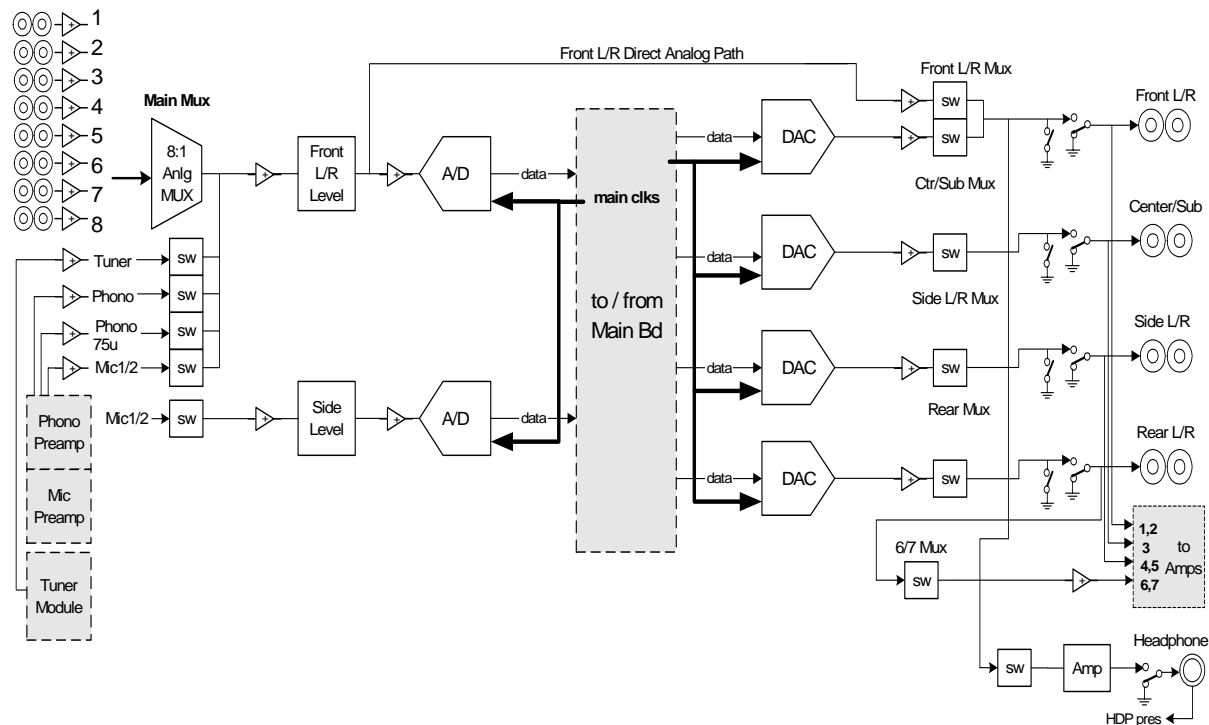 1
2
3
4
5
6
7
8
Main Mux
8:1
Anlg
MUX
Tuner
sw
Phono
sw
Phono
75u
sw
Mic1/2
sw
Mic1/2
sw
Phono
Preamp
Mic
Preamp
Tuner
Module
Front
L/R
Level
A/D
data
Side
Level
A/D
data
Front L/R Direct Analog Path
main clks
to / from
Main Bd
data
DAC
data
DAC
data
DAC
data
DAC
Front L/R Mux
sw
sw
Ctr/Sub Mux
sw
Side L/R Mux
sw
Rear Mux
sw
6/7 Mux
sw
Front L/R
Center/Sub
Side L/R
Rear L/R
1,2
3
4,5
6,7
to
Amps
sw
Amp
Headphone
HDP pres